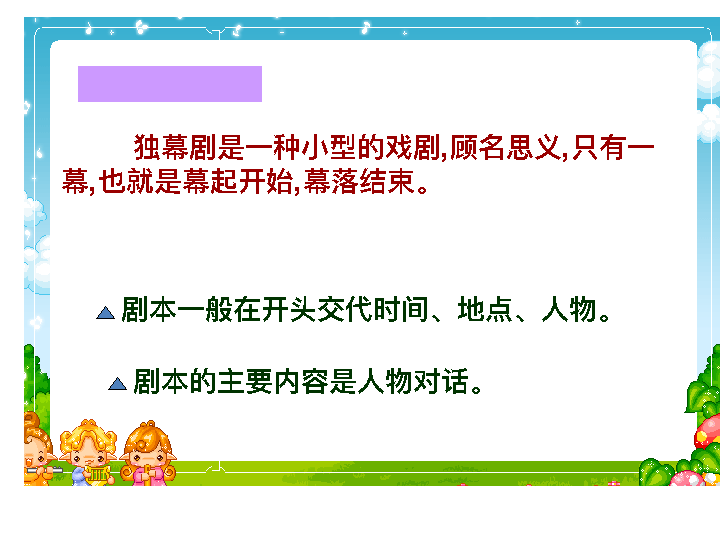 独幕剧是一种小型的戏剧,顾名思义,只有一
幕,也就是幕起开始,幕落结束。
剧本一般在开头交代时间、地点、人物。
剧本的主要内容是人物对话。